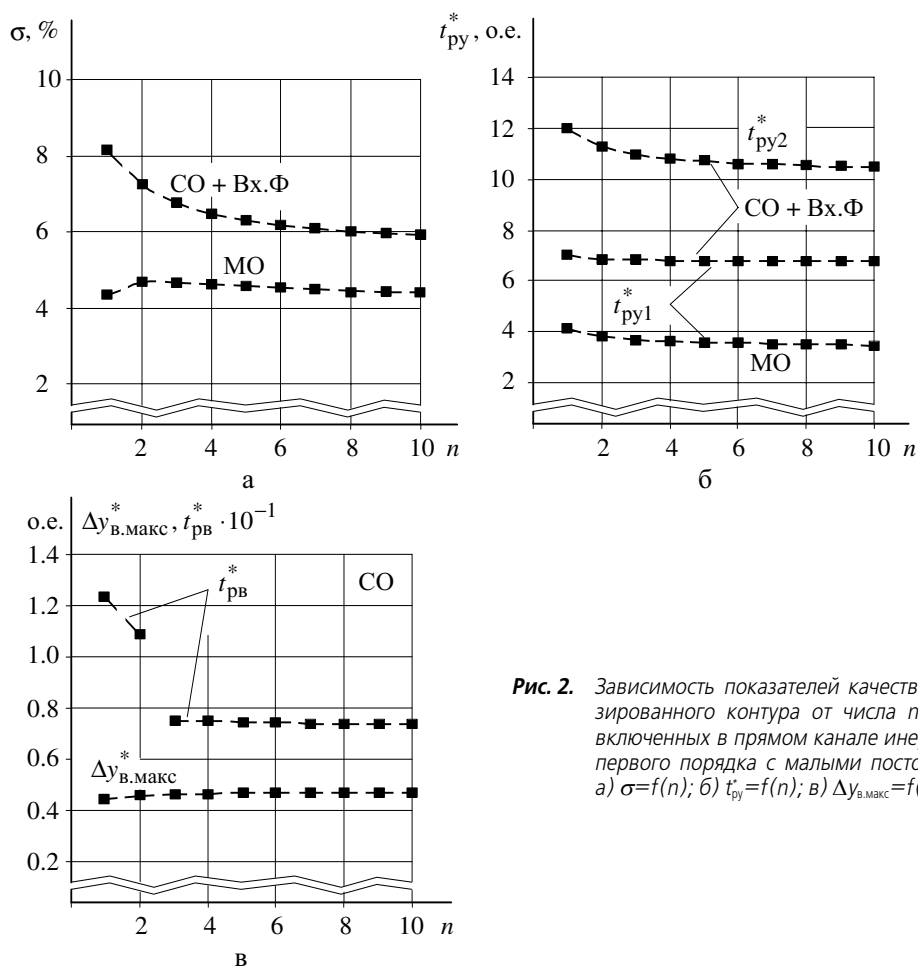 σ, %
10
8
6
4
2
СО + Вх.Ф
МО
2 4 6 8 10 n
а
t*ру, о.е.
14
12
10
8
6
4
2
t*ру2
СО + Вх.Ф
t*ру1
МО
2 4 6 8 10 n
б
о.е. Δy*в.макс, t*рв · 10⁻¹
1.4
1.2
1.0
0.8
0.6
0.4
0.2
t*рв
СО
Δy*в.макс
2 4 6 8 10 n
в
Рис. 2. Зависимость показателей качеств
зированного контура от числа n
включенных в прямом канале ине
первого порядка с малыми посто
а) σ=f(n); б) t*ру=f(n); в) Δyв.макс=f(